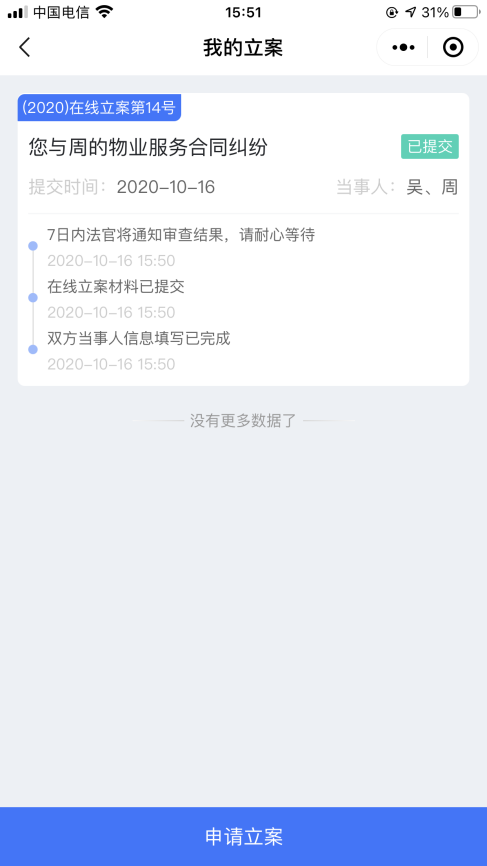 中国电信
15:51
31%
我的立案
(2020)在线立案第14号
您与周的物业服务合同纠纷
已提交
提交时间：2020-10-16
当事人：吴、周
7日内法官将通知审查结果，请耐心等待
2020-10-16 15:50
在线立案材料已提交
2020-10-16 15:50
双方当事人信息填写已完成
2020-10-16 15:50
没有更多数据了
申请立案